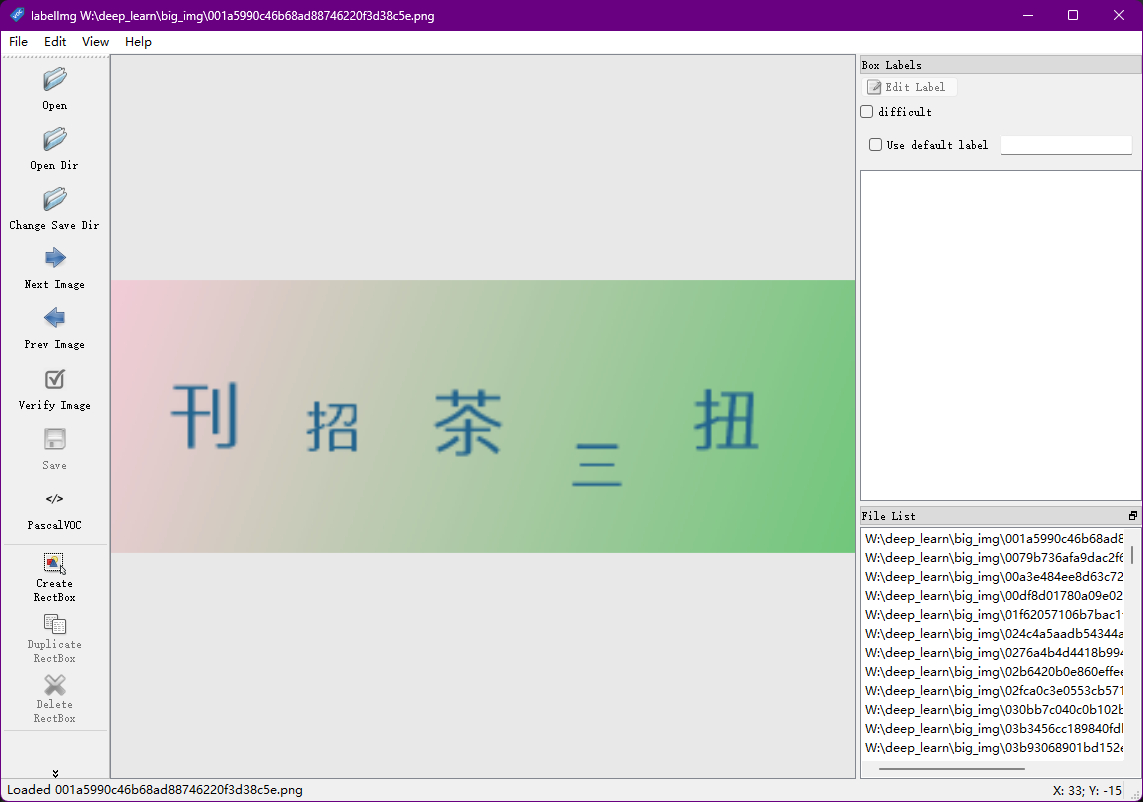 labelImg W:\deep_learn\big_img\001a5990c46b68ad88746220f3d38c5e.png
File Edit View Help
Open
Open Dir
Change Save Dir
Next Image
Prev Image
Verify Image
Save
</>
PascalVOC
Create
RectBox
Duplicate
RectBox
Delete
RectBox
刊 招 茶 三 扭
Box Labels
Edit Label
difficult
Use default label
File List
W:\deep_learn\big_img\001a5990c46b68ad8
W:\deep_learn\big_img\0079b736afa9dac2f6
W:\deep_learn\big_img\00a3e484ee8d63c72
W:\deep_learn\big_img\00df8d01780a09e02
W:\deep_learn\big_img\01f62057106b7bac1
W:\deep_learn\big_img\024c4a5aadb54344a
W:\deep_learn\big_img\0276a4b4d4418b994
W:\deep_learn\big_img\02b6420b0e860effee
W:\deep_learn\big_img\02fca0c3e0553cb571
W:\deep_learn\big_img\030bb7c040c0b102b
W:\deep_learn\big_img\03b3456cc189840fd
W:\deep_learn\big_img\03b93068901bd152e
Loaded 001a5990c46b68ad88746220f3d38c5e.png
X: 33; Y: -15